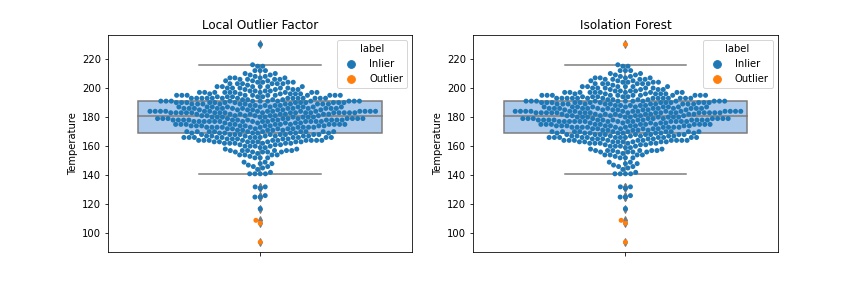 Local Outlier Factor
Temperature
220
200
180
160
140
120
100
label
Inlier
Outlier
Isolation Forest
Temperature
220
200
180
160
140
120
100
label
Inlier
Outlier